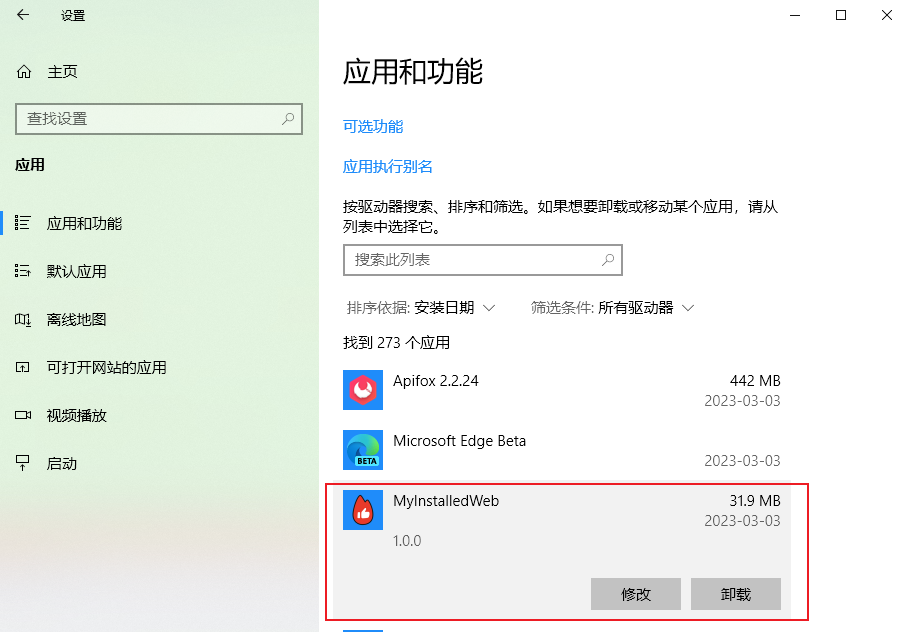 设置
主页
查找设置
应用
应用和功能
默认应用
离线地图
可打开网站的应用
视频播放
启动
应用和功能
可选功能
应用执行别名
按驱动器搜索、排序和筛选。如果想要卸载或移动某个应用，请从
列表中选择它。
搜索此列表
排序依据: 安装日期 筛选条件: 所有驱动器
找到 273 个应用
Apifox 2.2.24 442 MB
2023-03-03
BETA
Microsoft Edge Beta
2023-03-03
MyInstalledWeb 31.9 MB
2023-03-03
1.0.0
修改 卸载